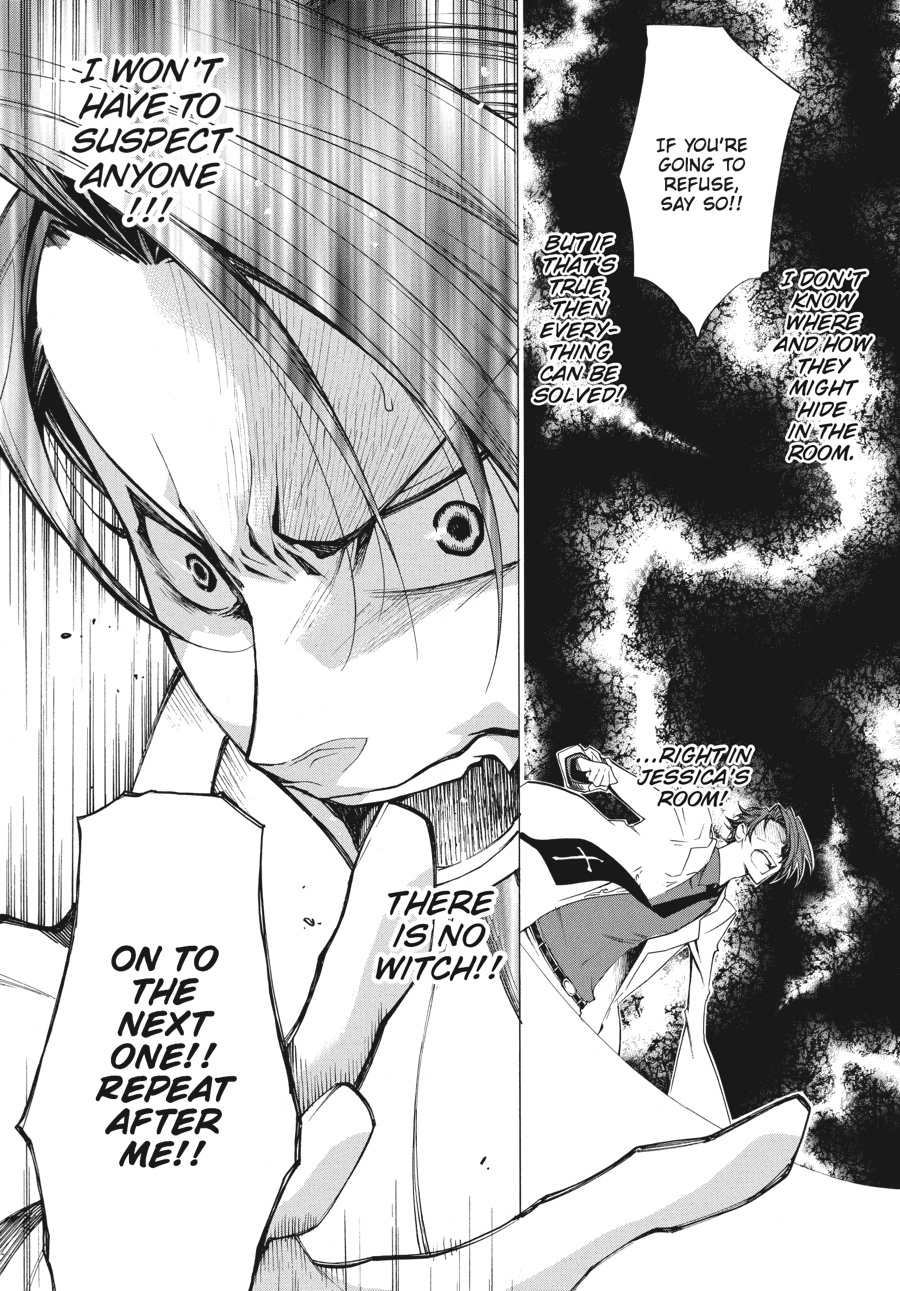 IF YOU'RE
GOING TO
REFUSE,
SAY SO!!
I DON'T
KNOW
WHERE
AND HOW
THEY
MIGHT
HIDE
IN THE
ROOM.
BUT IF
THAT'S
TRUE,
THEN
EVERY-
THING
CAN BE
SOLVED!
...RIGHT IN
JESSICA'S
ROOM!
I WON'T
HAVE TO
SUSPECT
ANYONE
!!!
THERE
IS NO
WITCH!!
ON TO
THE
NEXT
ONE!!
REPEAT
AFTER
ME!!